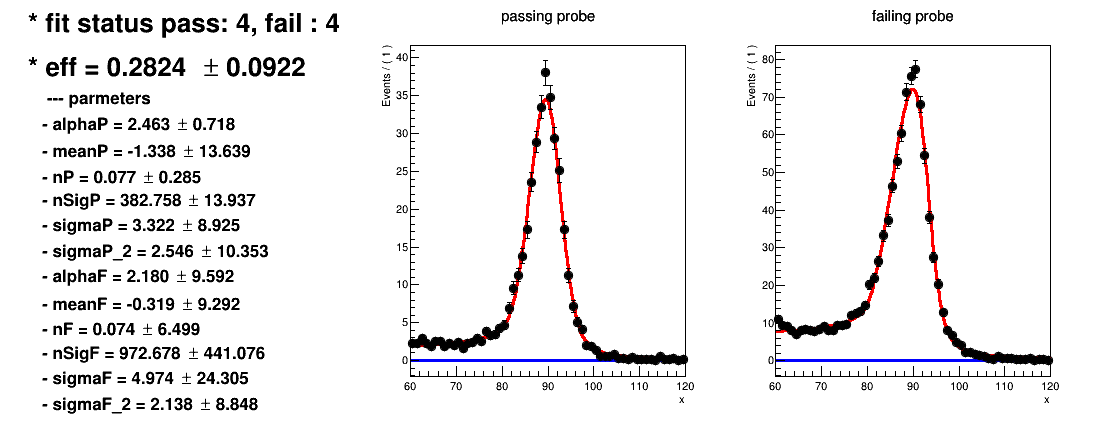 * fit status pass: 4, fail : 4
* eff = 0.2824 ± 0.0922
--- parmeters
- alphaP = 2.463 ± 0.718
- meanP = -1.338 ± 13.639
- nP = 0.077 ± 0.285
- nSigP = 382.758 ± 13.937
- sigmaP = 3.322 ± 8.925
- sigmaP_2 = 2.546 ± 10.353
- alphaF = 2.180 ± 9.592
- meanF = -0.319 ± 9.292
- nF = 0.074 ± 6.499
- nSigF = 972.678 ± 441.076
- sigmaF = 4.974 ± 24.305
- sigmaF_2 = 2.138 ± 8.848
passing probe
Events / ( 1 )
40
35
30
25
20
15
10
5
0
60 70 80 90 100 110 120
x
failing probe
Events / ( 1 )
80
70
60
50
40
30
20
10
0
60 70 80 90 100 110 120
x